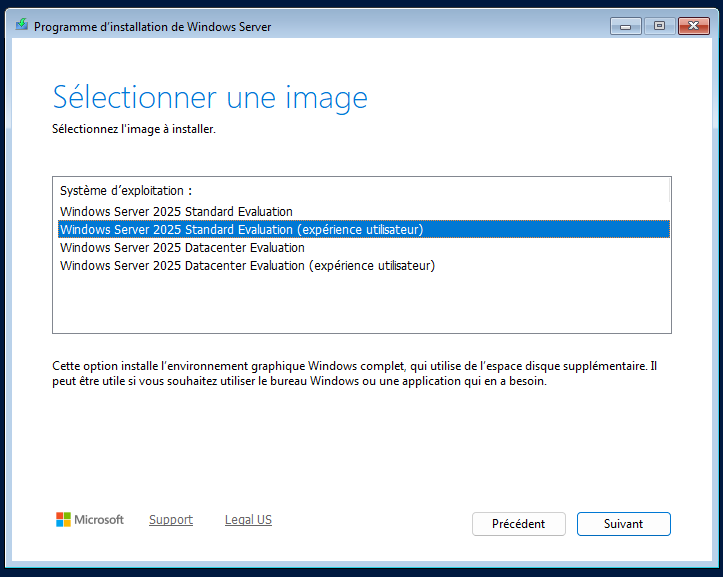 Programme d'installation de Windows Server
Sélectionner une image
Sélectionnez l'image à installer.
Système d'exploitation :
Windows Server 2025 Standard Evaluation
Windows Server 2025 Standard Evaluation (expérience utilisateur)
Windows Server 2025 Datacenter Evaluation
Windows Server 2025 Datacenter Evaluation (expérience utilisateur)
Cette option installe l'environnement graphique Windows complet, qui utilise de l'espace disque supplémentaire. Il
peut être utile si vous souhaitez utiliser le bureau Windows ou une application qui en a besoin.
Microsoft Support Legal US Précédent Suivant